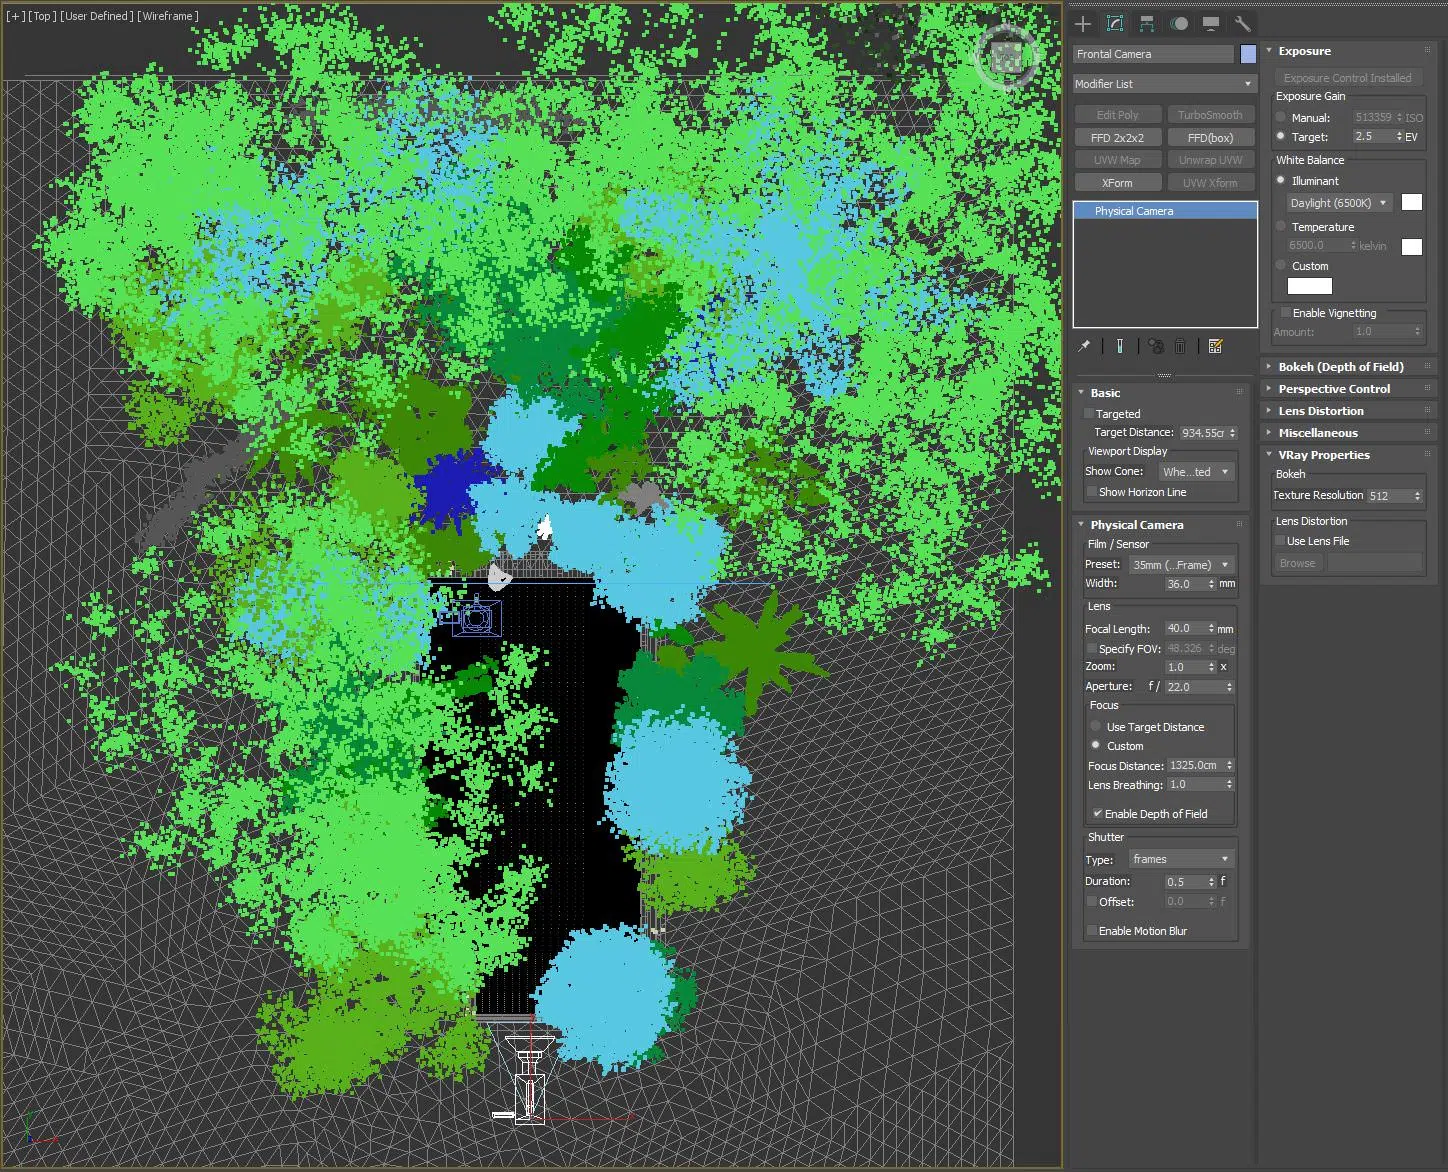 [+] [Top] [User Defined] [Wireframe]
Frontal Camera
Modifier List
Edit Poly
TurboSmooth
FFD 2x2x2
FFD(box)
UVW Map
Unwrap UVW
XForm
UVW Xform
Physical Camera
Basic
Targeted
Target Distance: 934.55cr
Viewport Display
Show Cone: Whe...ted
Show Horizon Line
Physical Camera
Film / Sensor
Preset: 35mm (...Frame)
Width: 36.0 mm
Lens
Focal Length: 40.0 mm
Specify FOV: 48.326 deg
Zoom: 1.0 x
Aperture: f / 22.0
Focus
Use Target Distance
Custom
Focus Distance: 1325.0cm
Lens Breathing: 1.0
Enable Depth of Field
Shutter
Type: frames
Duration: 0.5 f
Offset: 0.0 f
Enable Motion Blur
Exposure
Exposure Control Installed
Exposure Gain
Manual: 513359 ISO
Target: 2.5 EV
White Balance
Illuminant
Daylight (6500K)
Temperature
6500.0 kelvin
Custom
Enable Vignetting
Amount: 1.0
Bokeh (Depth of Field)
Perspective Control
Lens Distortion
Miscellaneous
VRay Properties
Bokeh
Texture Resolution 512
Lens Distortion
Use Lens File
Browse